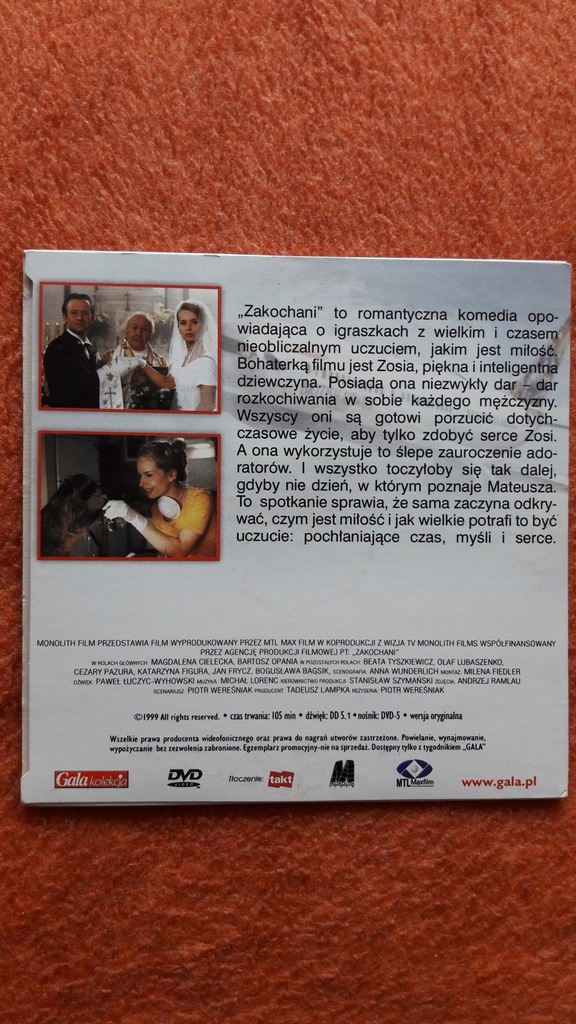 „Zakochani” to romantyczna komedia opo-
wiadająca o igraszkach z wielkim i czasem
nieobliczalnym uczuciem, jakim jest miłość.
Bohaterką filmu jest Zosia, piękna i inteligentna
dziewczyna. Posiada ona niezwykły dar – dar
rozkochiwania w sobie każdego mężczyzny.
Wszyscy oni są gotowi porzucić dotych-
czasowe życie, aby tylko zdobyć serce Zosi.
A ona wykorzystuje to ślepe zauroczenie ado-
ratorów. I wszystko toczyłoby się tak dalej,
gdyby nie dzień, w którym poznaje Mateusza.
To spotkanie sprawia, że sama zaczyna odkry-
wać, czym jest miłość i jak wielkie potrafi to być
uczucie: pochłaniające czas, myśli i serce.
MONOLITH FILM PRZEDSTAWIA FILM WYPRODUKOWANY PRZEZ MTL MAX FILM W KOPRODUKCJI Z WIZJA TV MONOLITH FILMS WSPÓŁFINANSOWANY
PRZEZ AGENCJĘ PRODUKCJI FILMOWEJ PT: „ZAKOCHANI”
W ROLACH GŁÓWNYCH: MAGDALENA CIELECKA, BARTOSZ OPANIA W POZOSTAŁYCH ROLACH: BEATA TYSZKIEWICZ, OLAF LUBASZENKO,
CEZARY PAZURA, KATARZYNA FIGURA, JAN FRYCZ, BOGUSŁAWA BAGSIK, SCENOGRAFIA: ANNA WUNDERLICH MONTAŻ: MILENA FIEDLER
DŹWIĘK: PAWEŁ ŁUCZYC-WYHOWSKI MUZYKA: MICHAŁ LORENC KIEROWNICTWO PRODUKCJI: STANISŁAW SZYMAŃSKI ZDJĘCIA: ANDRZEJ RAMLAU
SCENARIUSZ: PIOTR WEREŚNIAK PRODUCENT: TADEUSZ LAMPKA REŻYSERIA: PIOTR WEREŚNIAK
©1999 All rights reserved. • czas trwania: 105 min • dźwięk: DD 5.1 • nośnik: DVD-5 • wersja oryginalna
Wszelkie prawa producenta wideofonicznego oraz prawa do nagrań utworów zastrzeżone. Powielanie, wynajmowanie,
wypożyczanie bez zezwolenia zabronione. Egzemplarz promocyjny-nie na sprzedaż. Dostępny tylko z tygodnikiem „GALA”
Gala kolekcja DVD VIDEO Tłoczenie: takt MTL Maxfilm www.gala.pl